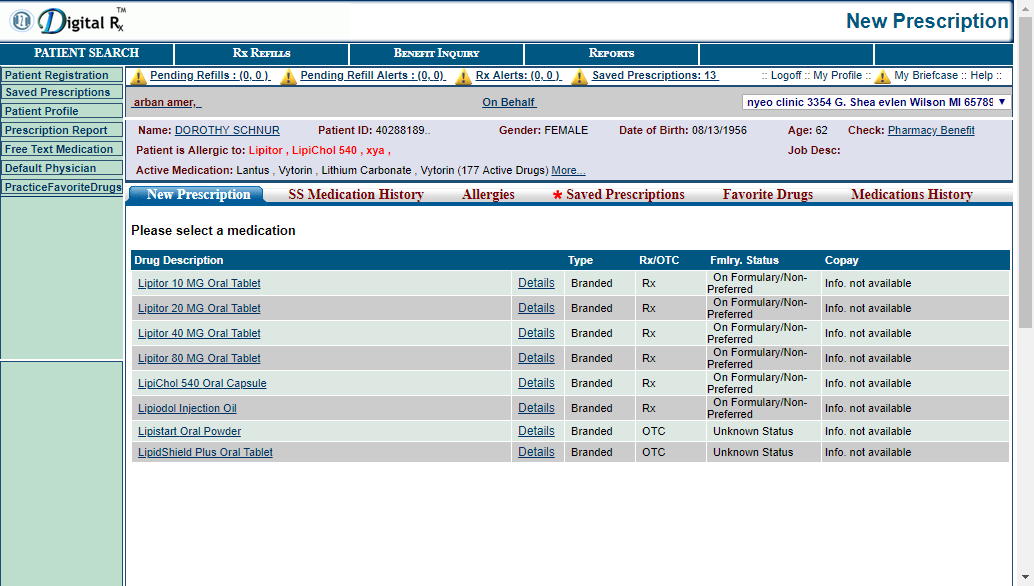 Digital Rx TM
New Prescription
PATIENT SEARCH RX REFILLS BENEFIT INQUIRY REPORTS
Patient Registration
Saved Prescriptions
Patient Profile
Prescription Report
Free Text Medication
Default Physician
PracticeFavoriteDrugs
Pending Refills : (0, 0 ) Pending Refill Alerts : (0, 0) Rx Alerts: (0, 0 ) Saved Prescriptions: 13 :: Logoff :: My Profile :: My Briefcase :: Help ::
arban amer, On Behalf nyeo clinic 3354 G. Shea evlen Wilson MI 65789
Name: DOROTHY SCHNUR Patient ID: 40288189.. Gender: FEMALE Date of Birth: 08/13/1956 Age: 62 Check: Pharmacy Benefit
Patient is Allergic to: Lipitor , LipiChol 540 , xya , Job Desc:
Active Medication: Lantus , Vytorin , Lithium Carbonate , Vytorin (177 Active Drugs) More...
New Prescription SS Medication History Allergies * Saved Prescriptions Favorite Drugs Medications History
Please select a medication
Drug Description Type Rx/OTC Fmlry. Status Copay
Lipitor 10 MG Oral Tablet Details Branded Rx On Formulary/Non-Preferred Info. not available
Lipitor 20 MG Oral Tablet Details Branded Rx On Formulary/Non-Preferred Info. not available
Lipitor 40 MG Oral Tablet Details Branded Rx On Formulary/Non-Preferred Info. not available
Lipitor 80 MG Oral Tablet Details Branded Rx On Formulary/Non-Preferred Info. not available
LipiChol 540 Oral Capsule Details Branded Rx On Formulary/Non-Preferred Info. not available
Lipiodol Injection Oil Details Branded Rx On Formulary/Non-Preferred Info. not available
Lipistart Oral Powder Details Branded OTC Unknown Status Info. not available
LipidShield Plus Oral Tablet Details Branded OTC Unknown Status Info. not available